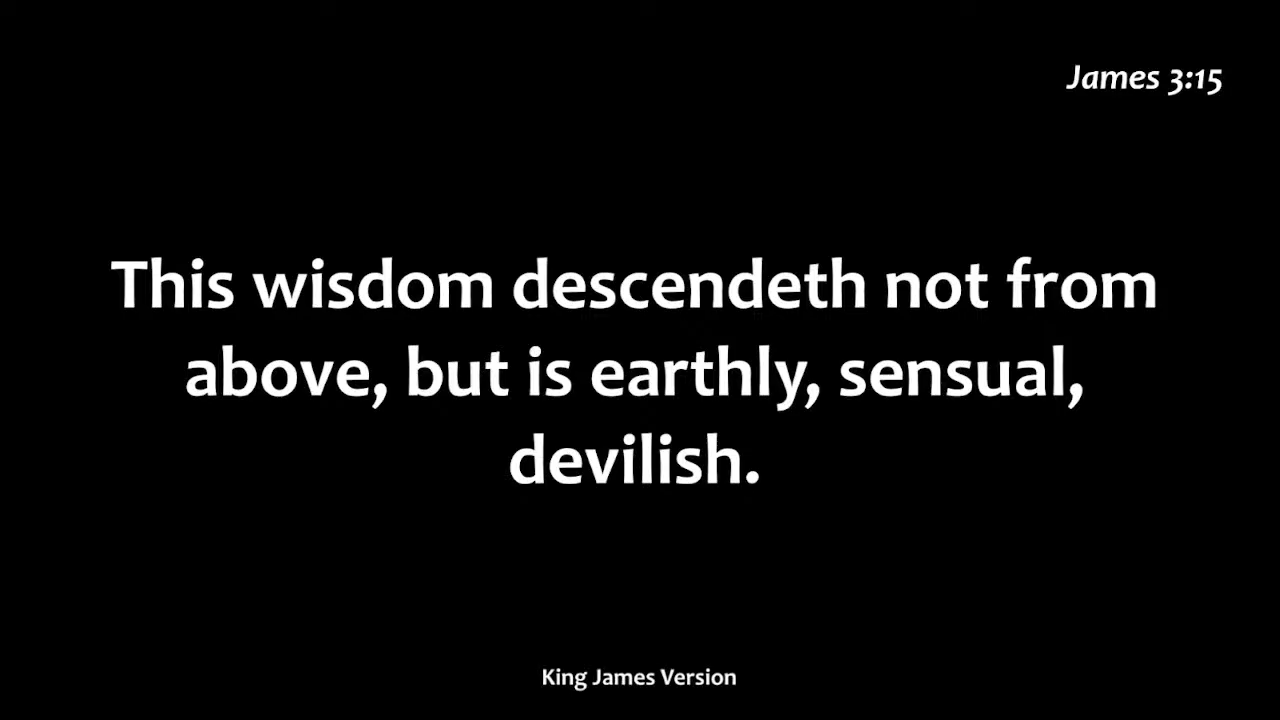 James 3:15
This wisdom descendeth not from
above, but is earthly, sensual,
devilish.
King James Version